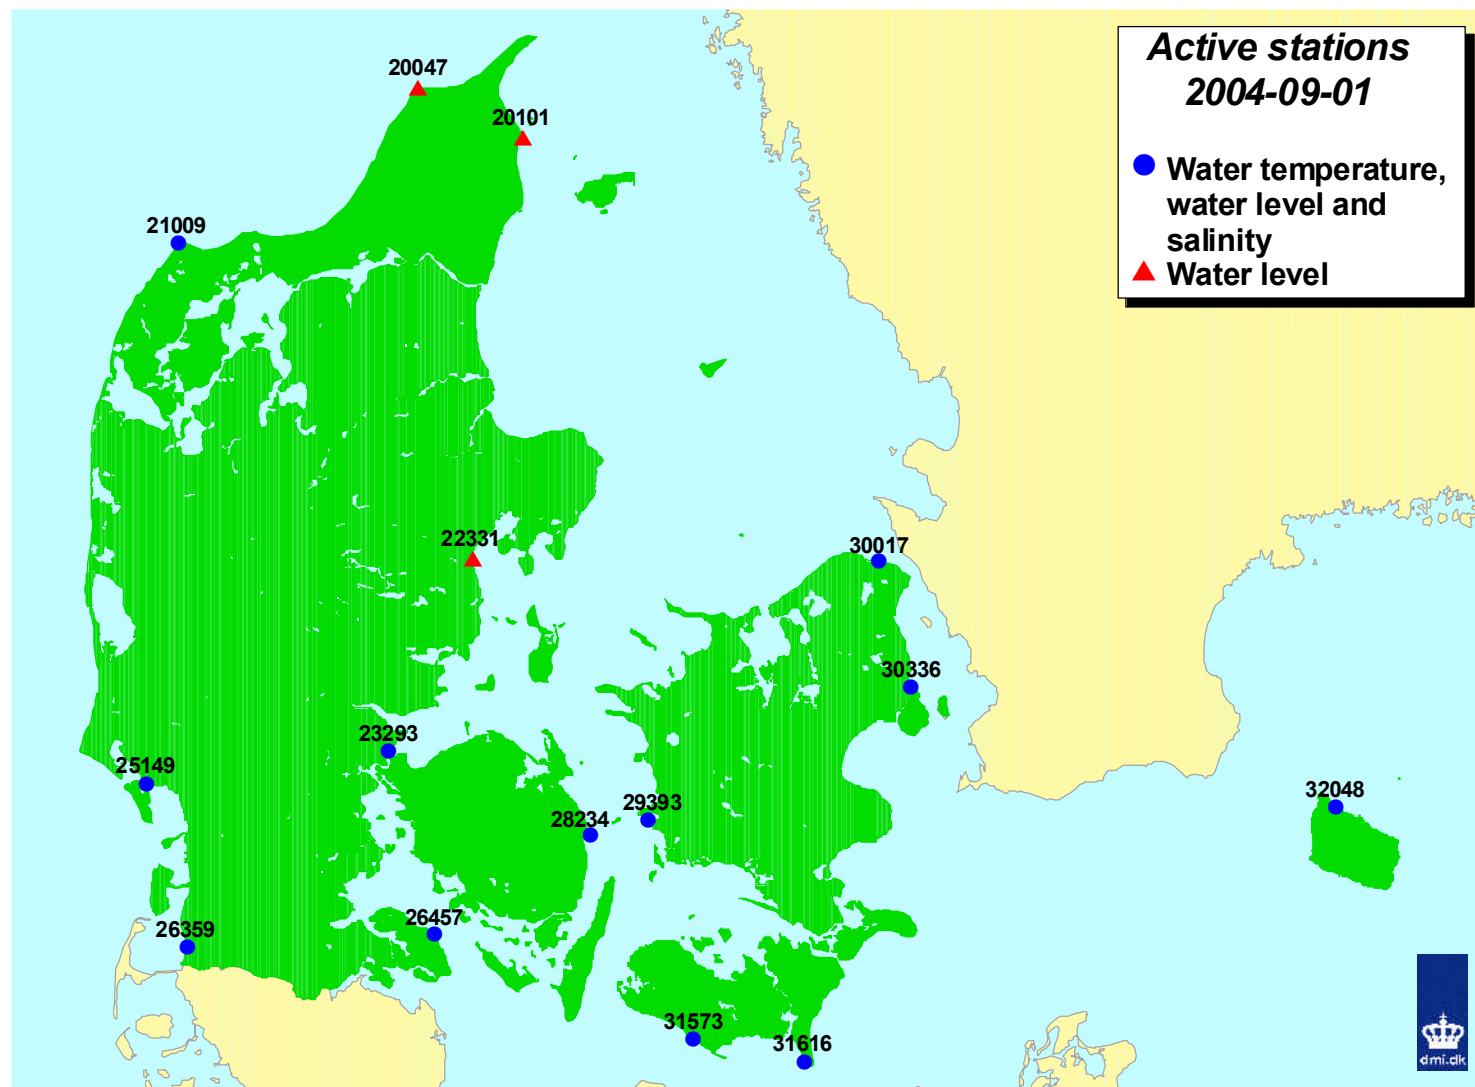 Active stations
2004-09-01
Water temperature,
water level and
salinity
Water level
20047
20101
21009
22331
30017
30336
23293
25149
29393
28234
32048
26457
26359
31573
31616
dmi.dk